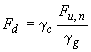 F_d = γ_c F_{u,n} / γ_g